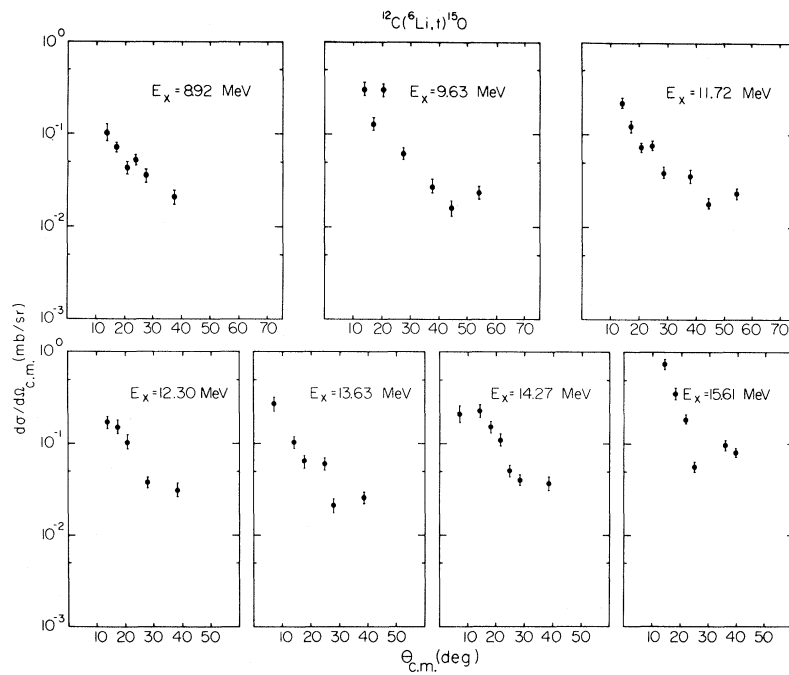 ¹²C(⁶Li,t)¹⁵O
10⁰
10⁻¹
10⁻²
10⁻³
E_x = 8.92 MeV
E_x = 9.63 MeV
E_x = 11.72 MeV
10 20 30 40 50 60 70
10 20 30 40 50 60 70
10 20 30 40 50 60 70
dσ/dΩ_c.m. (mb/sr)
10⁰
10⁻¹
10⁻²
10⁻³
E_x = 12.30 MeV
E_x = 13.63 MeV
E_x = 14.27 MeV
E_x = 15.61 MeV
10 20 30 40 50
10 20 30 40 50
10 20 30 40 50
10 20 30 40 50
θ_c.m. (deg)